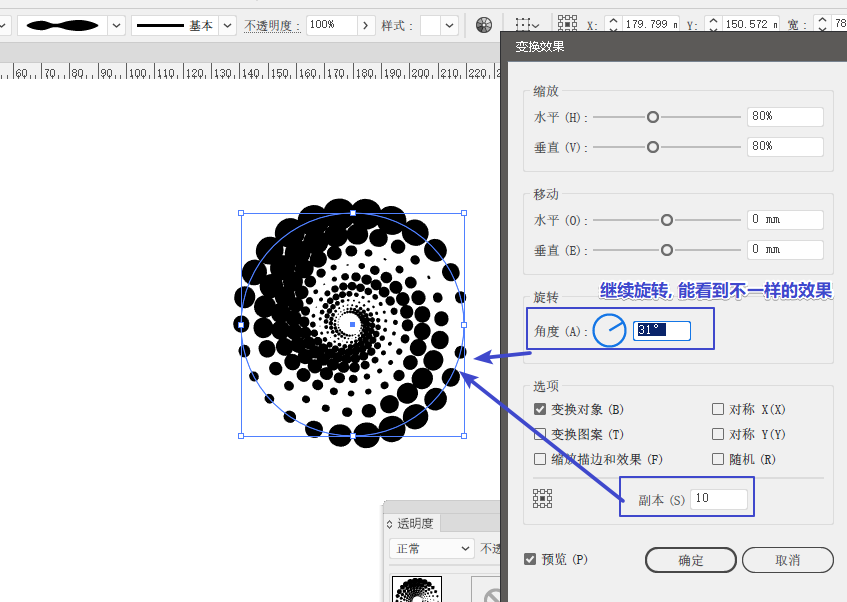 基本 不透明度： 100% 样式： X: 179.799 m Y: 150.572 m 宽： 78
60 70 80 90 100 110 120 130 140 150 160 170 180 190 200 210 220
变换效果
缩放
水平 (H)： 80%
垂直 (V)： 80%
移动
水平 (O)： 0 mm
垂直 (E)： 0 mm
旋转
继续旋转, 能看到不一样的效果
角度 (A)： 31°
选项
变换对象 (B) 对称 X(X)
变换图案 (T) 对称 Y(Y)
缩放描边和效果 (F) 随机 (R)
副本 (S) 10
透明度
正常 不透
预览 (P) 确定 取消